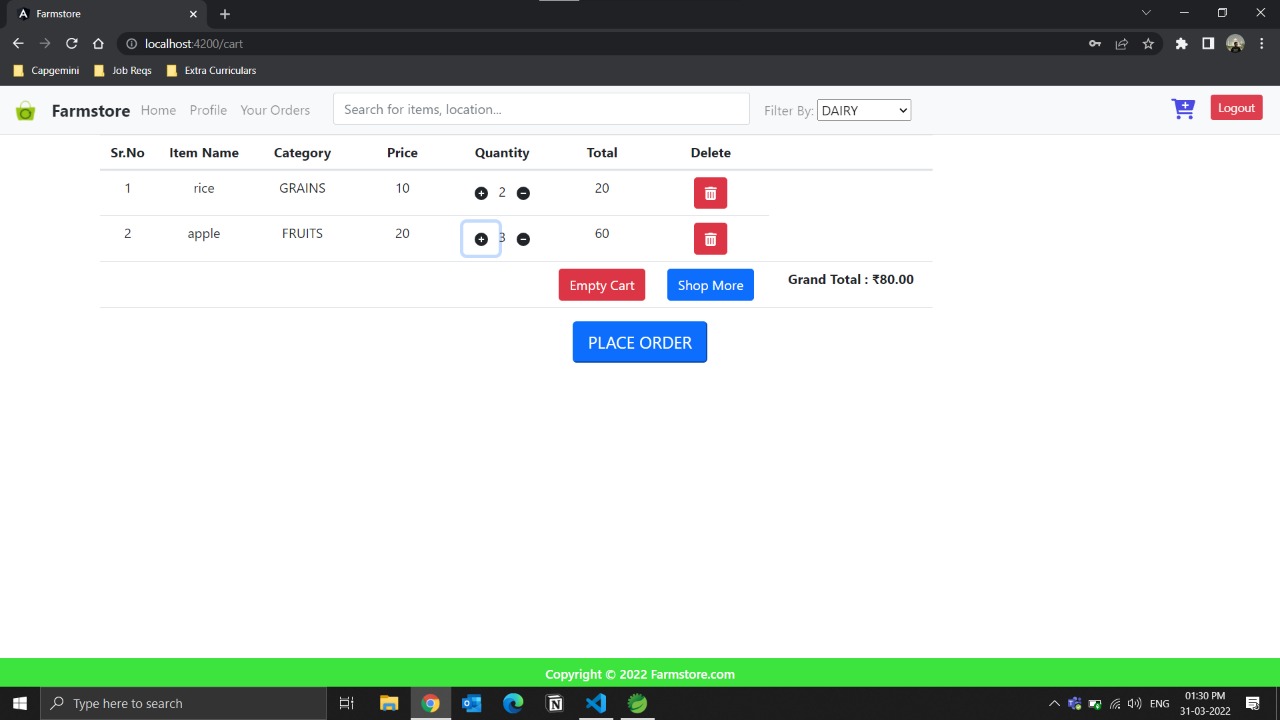 Farmstore
localhost:4200/cart
Capgemini Job Reqs Extra Curriculars
Farmstore Home Profile Your Orders Search for items, location... Filter By: DAIRY Logout
Sr.No Item Name Category Price Quantity Total Delete
1 rice GRAINS 10 2 20
2 apple FRUITS 20 3 60
Empty Cart Shop More Grand Total : ₹80.00
PLACE ORDER
Copyright © 2022 Farmstore.com
Type here to search ENG 01:30 PM
31-03-2022